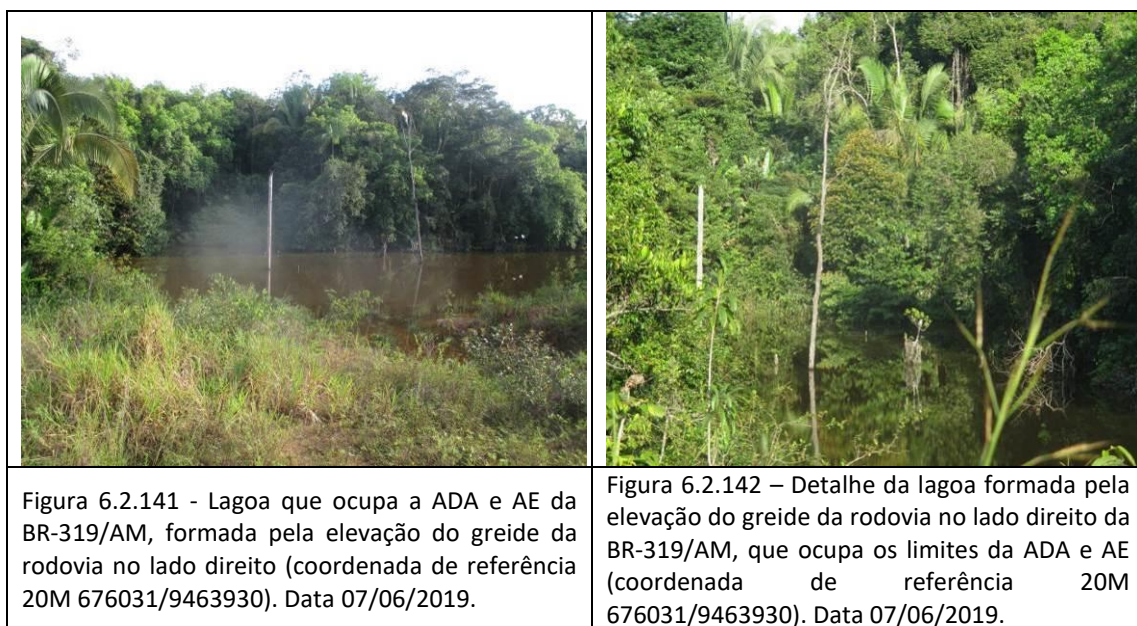 Figura 6.2.141 - Lagoa que ocupa a ADA e AE da
BR-319/AM, formada pela elevação do greide da
rodovia no lado direito (coordenada de referência
20M 676031/9463930). Data 07/06/2019.
Figura 6.2.142 – Detalhe da lagoa formada pela
elevação do greide da rodovia no lado direito da
BR-319/AM, que ocupa os limites da ADA e AE
(coordenada de referência 20M
676031/9463930). Data 07/06/2019.